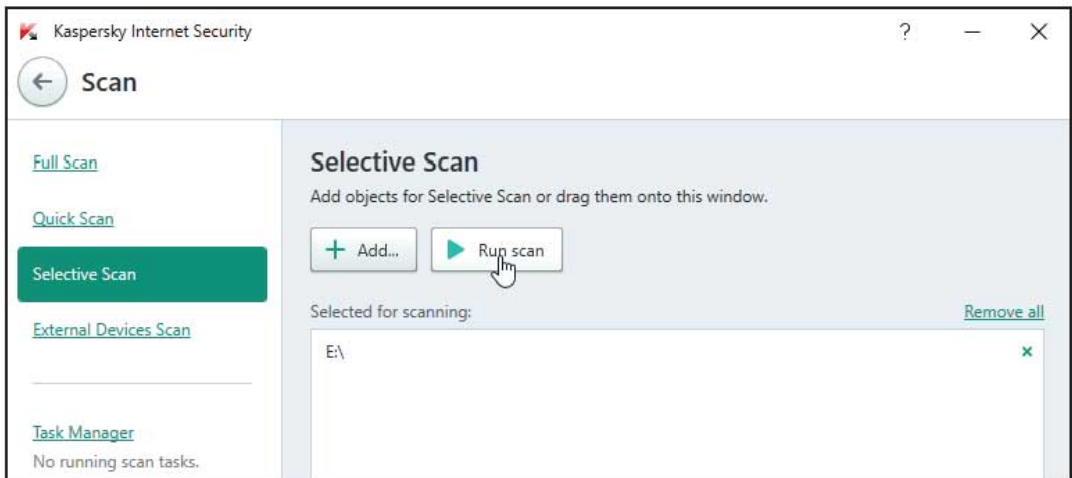 Kaspersky Internet Security
?
Scan
Full Scan
Quick Scan
Selective Scan
External Devices Scan
Task Manager
No running scan tasks.
Selective Scan
Add objects for Selective Scan or drag them onto this window.
Add... Run scan
Selected for scanning: Remove all
E:\